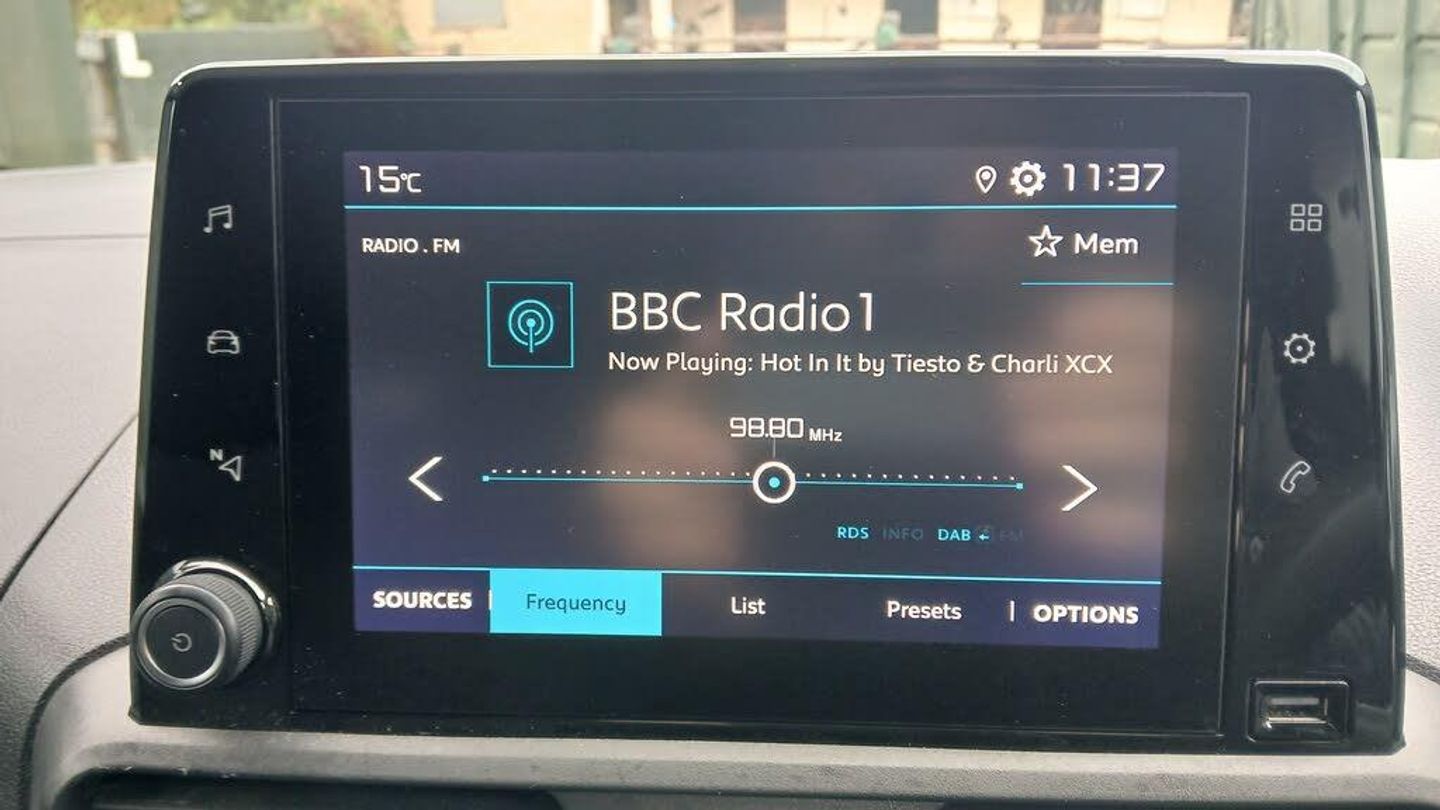 15°C 11:37
RADIO . FM
Mem
BBC Radio1
Now Playing: Hot In It by Tiesto & Charli XCX
98.80 MHz
N
RDS INFO DAB FM
SOURCES Frequency List Presets OPTIONS